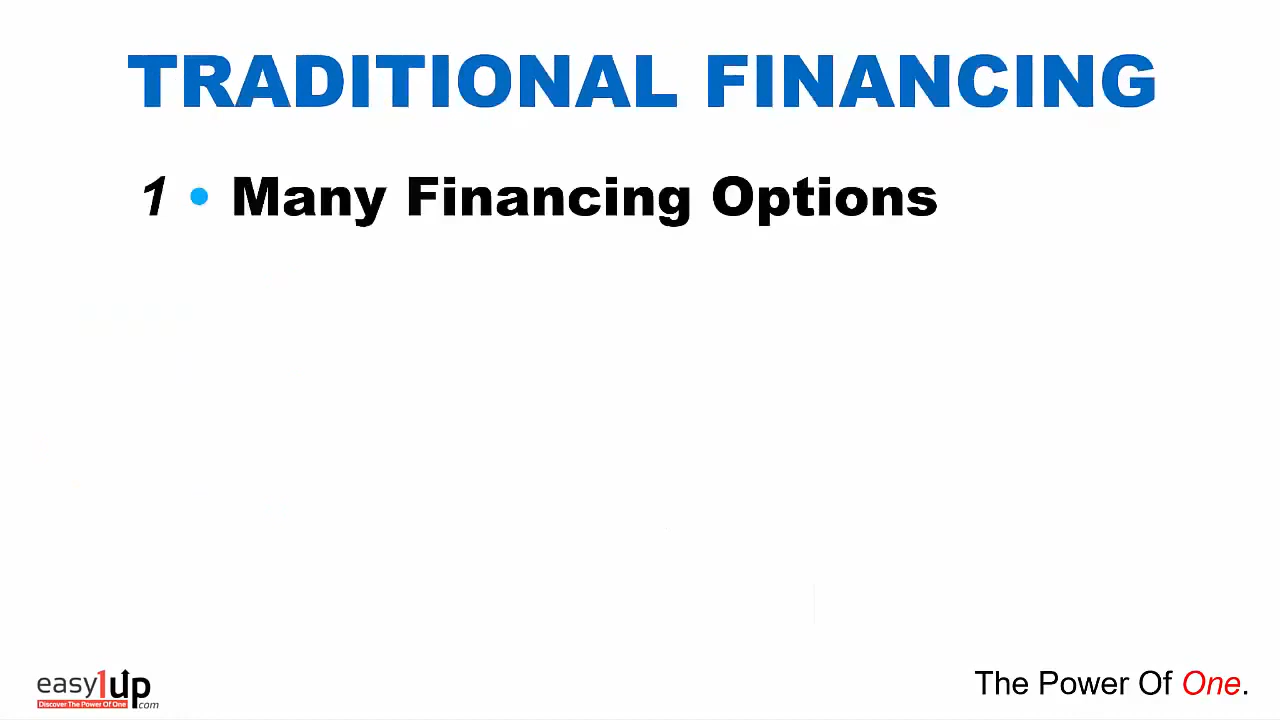 TRADITIONAL FINANCING
1 • Many Financing Options
easy1up
Discover The Power Of One .com
The Power Of One.